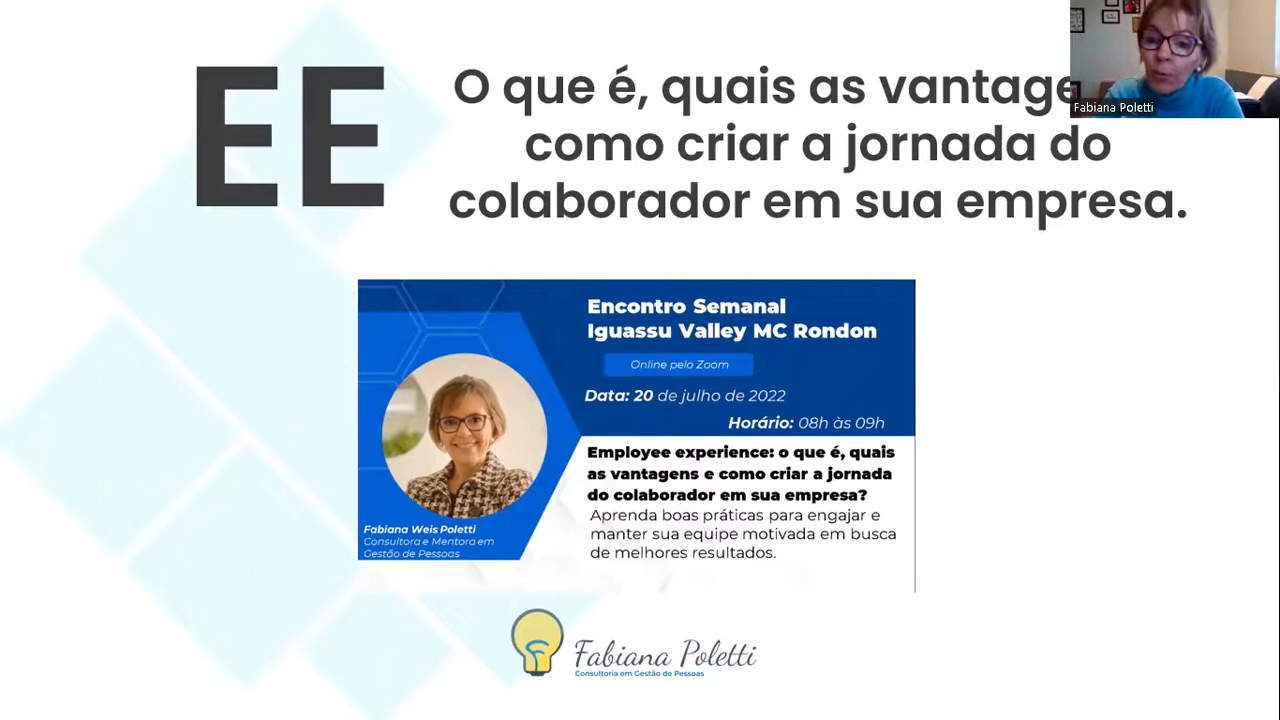 EE
O que é, quais as vantage
como criar a jornada do
colaborador em sua empresa.
Fabiana Poletti
Encontro Semanal
Iguassu Valley MC Rondon
Online pelo Zoom
Data: 20 de julho de 2022
Horário: 08h às 09h
Employee experience: o que é, quais
as vantagens e como criar a jornada
do colaborador em sua empresa?
Aprenda boas práticas para engajar e
manter sua equipe motivada em busca
de melhores resultados.
Fabiana Weis Poletti
Consultora e Mentora em
Gestão de Pessoas
Fabiana Poletti
Consultoria em Gestão de Pessoas